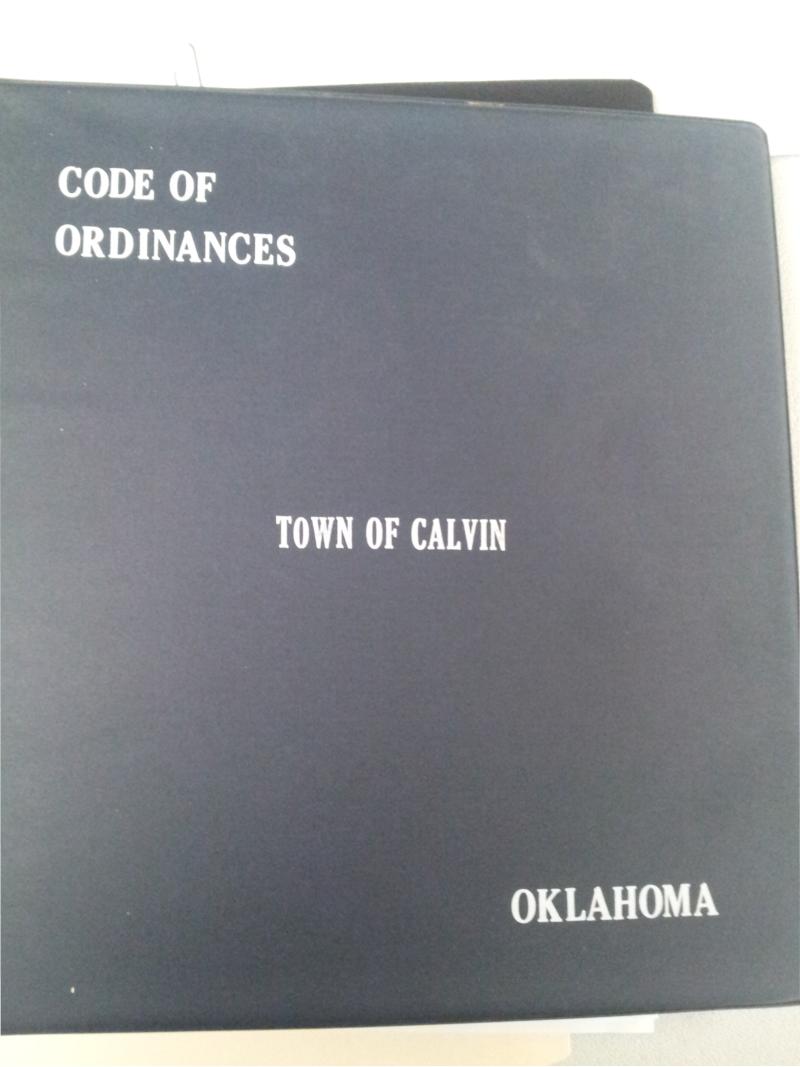 CODE OF
ORDINANCES
TOWN OF CALVIN
OKLAHOMA